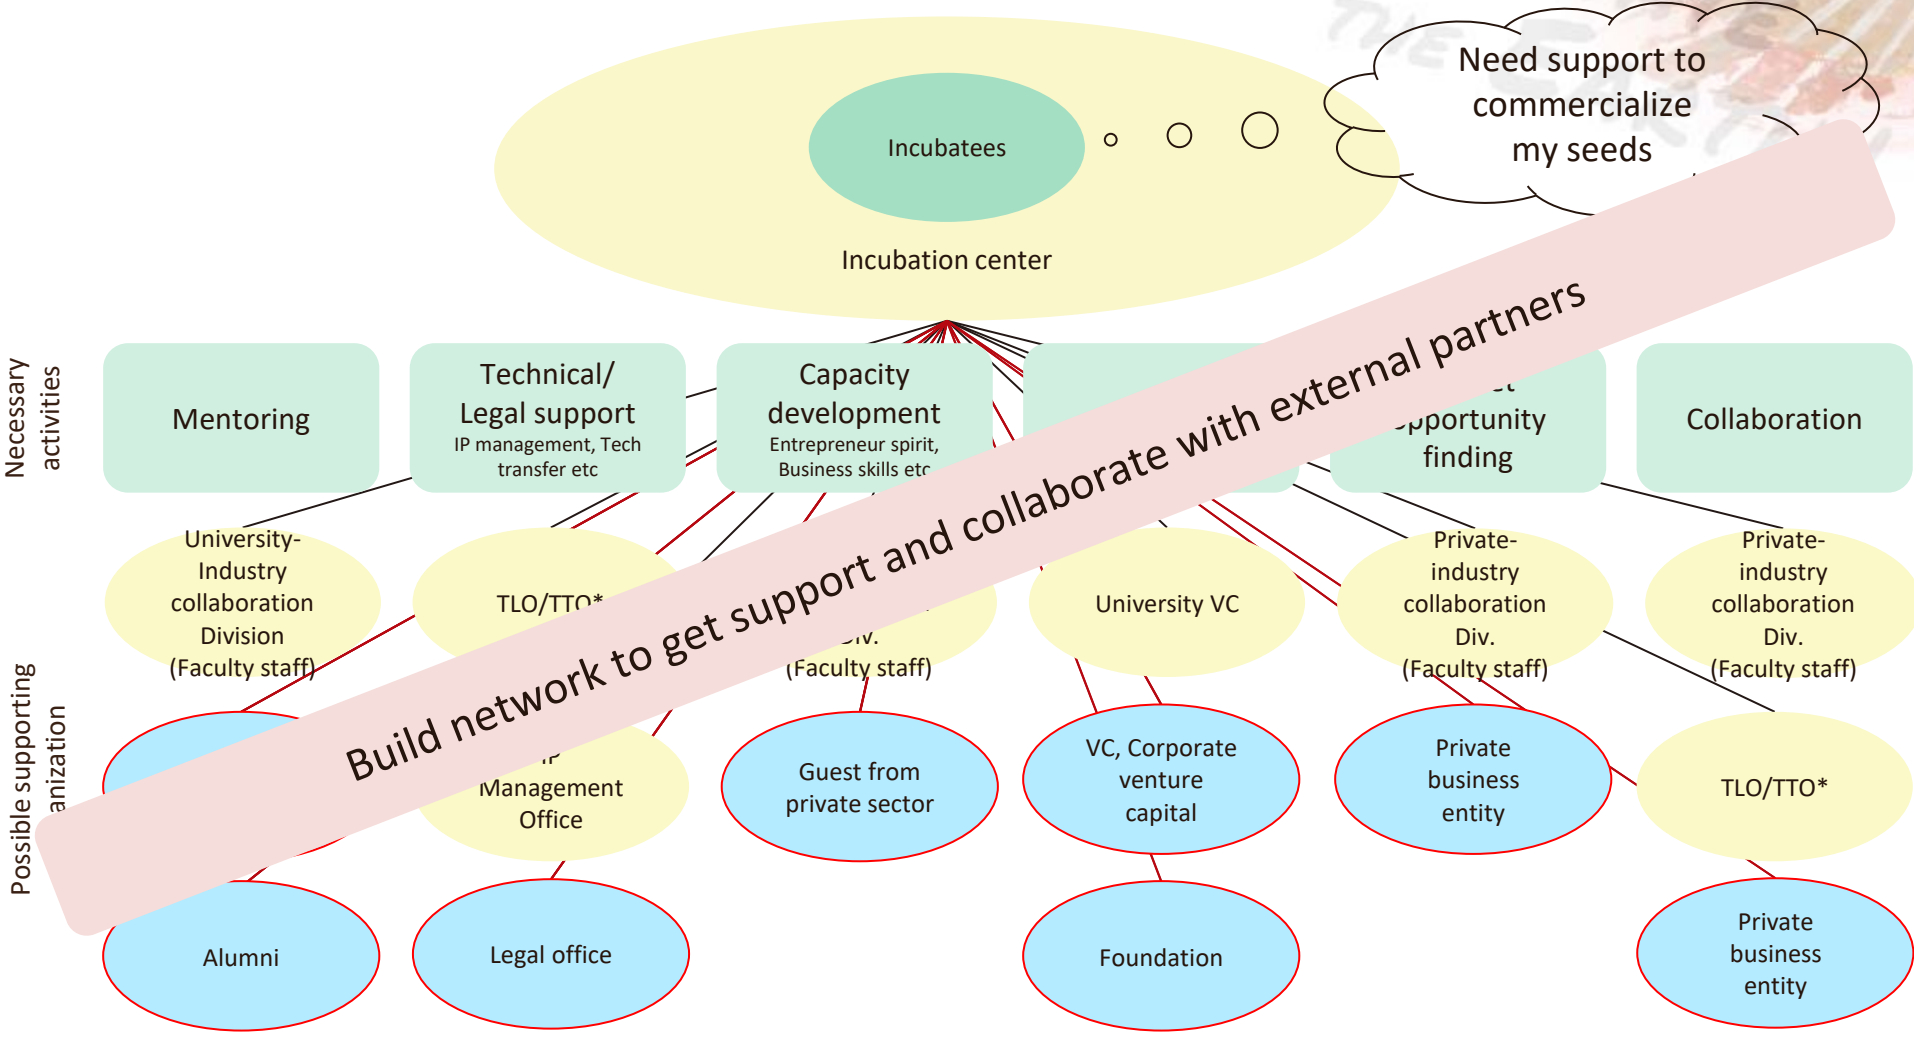 Need support to
commercialize
my seeds
Incubatees
Incubation center
Necessary
activities
Mentoring
Technical/
Legal support
IP management, Tech
transfer etc
Capacity
development
Entrepreneur spirit,
Business skills etc
opportunity
finding
Collaboration
Build network to get support and collaborate with external partners
Possible supporting
University-
Industry
collaboration
Division
(Faculty staff)
TLO/TTO*
Div.
(Faculty staff)
University VC
Private-
industry
collaboration
Div.
(Faculty staff)
Private-
industry
collaboration
Div.
(Faculty staff)
IP
Management
Office
Guest from
private sector
VC, Corporate
venture
capital
Private
business
entity
TLO/TTO*
Alumni
Legal office
Foundation
Private
business
entity